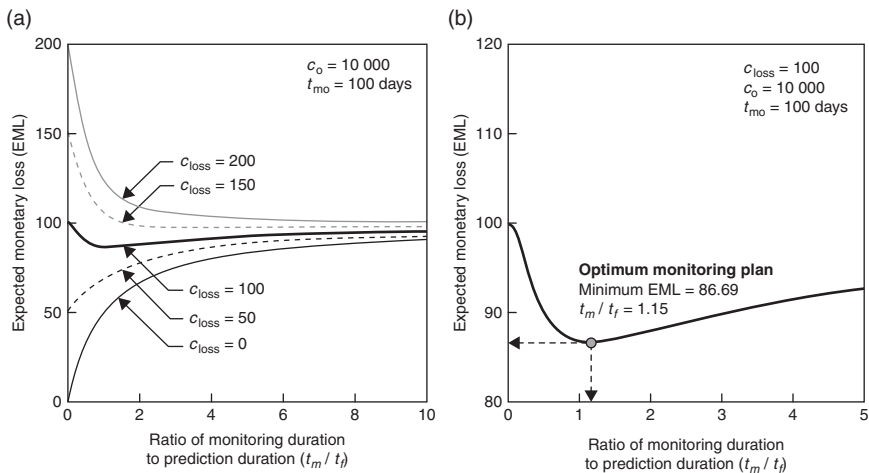 (a)
200
150
100
50
0
0
2
4
6
8
10
Expected monetary loss (EML)
c_o = 10 000
t_mo = 100 days
c_loss = 200
c_loss = 150
c_loss = 100
c_loss = 50
c_loss = 0
Ratio of monitoring duration
to prediction duration (t_m / t_f)
(b)
120
110
100
90
80
0
1
2
3
4
5
Expected monetary loss (EML)
c_loss = 100
c_o = 10 000
t_mo = 100 days
Optimum monitoring plan
Minimum EML = 86.69
t_m / t_f = 1.15
Ratio of monitoring duration
to prediction duration (t_m / t_f)